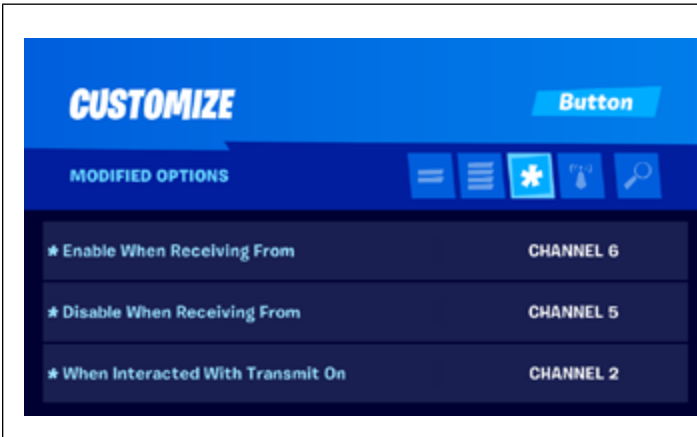 CUSTOMIZE
Button
MODIFIED OPTIONS
* Enable When Receiving From CHANNEL 6
* Disable When Receiving From CHANNEL 5
* When Interacted With Transmit On CHANNEL 2